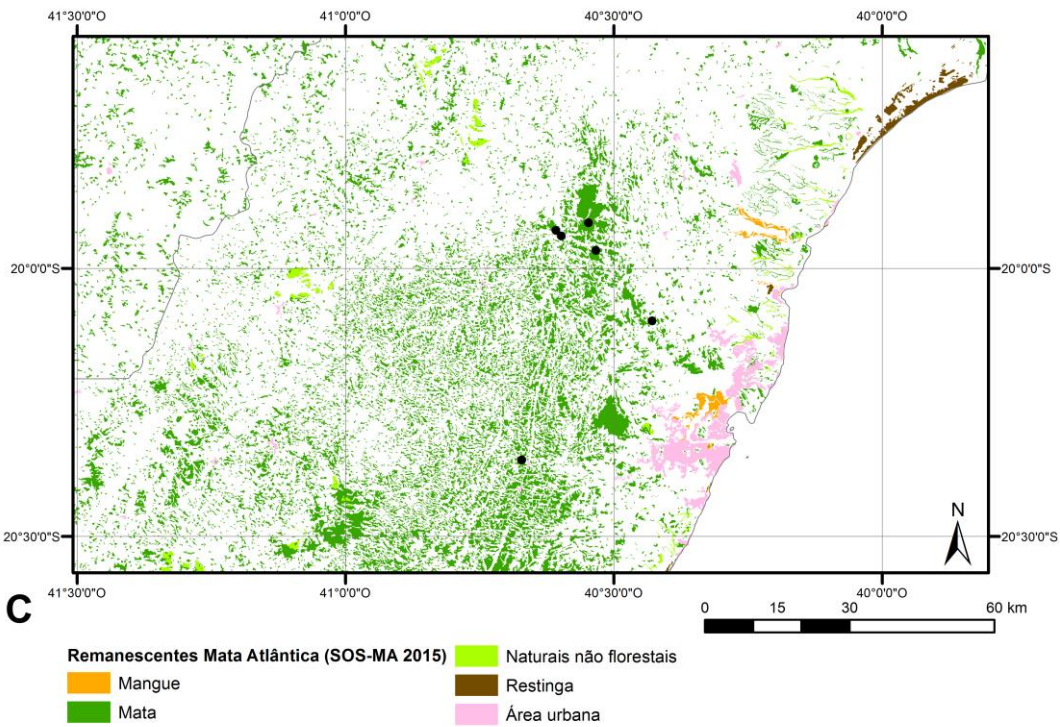 41°30'0"O 41°0'0"O 40°30'0"O 40°0'0"O
20°0'0"S 20°0'0"S
20°30'0"S 20°30'0"S
N
41°30'0"O 41°0'0"O 40°30'0"O 40°0'0"O
C
0 15 30 60 km
Remanescentes Mata Atlântica (SOS-MA 2015)
Mangue
Mata
Naturais não florestais
Restinga
Área urbana